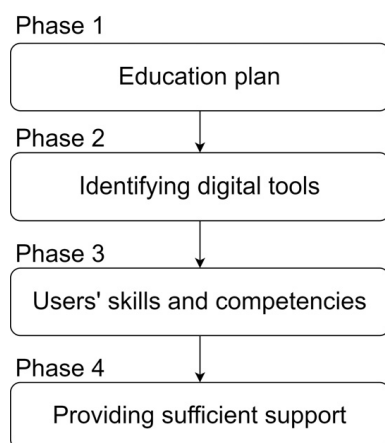 Phase 1
Education plan
Phase 2
Identifying digital tools
Phase 3
Users' skills and competencies
Phase 4
Providing sufficient support